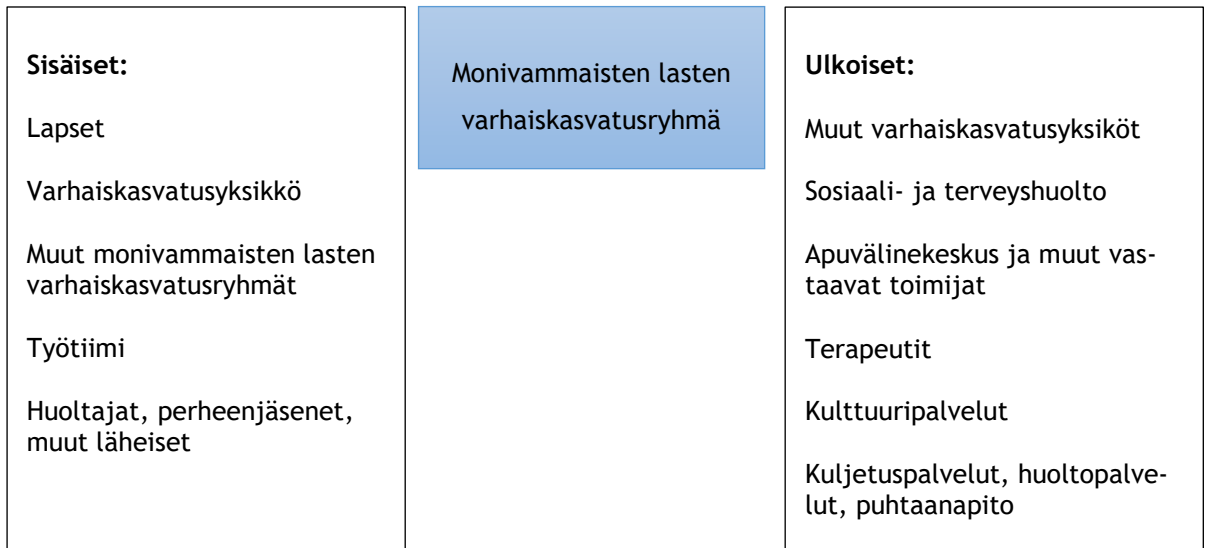 Sisäiset:
Lapset
Varhaiskasvatusyksikkö
Muut monivammaisten lasten
varhaiskasvatusryhmät
Työtiimi
Huoltajat, perheenjäsenet,
muut läheiset
Monivammaisten lasten
varhaiskasvatusryhmä
Ulkoiset:
Muut varhaiskasvatusyksiköt
Sosiaali- ja terveyshuolto
Apuvälinekeskus ja muut vas-
taavat toimijat
Terapeutit
Kulttuuripalvelut
Kuljetuspalvelut, huoltopalve-
lut, puhtaanapito